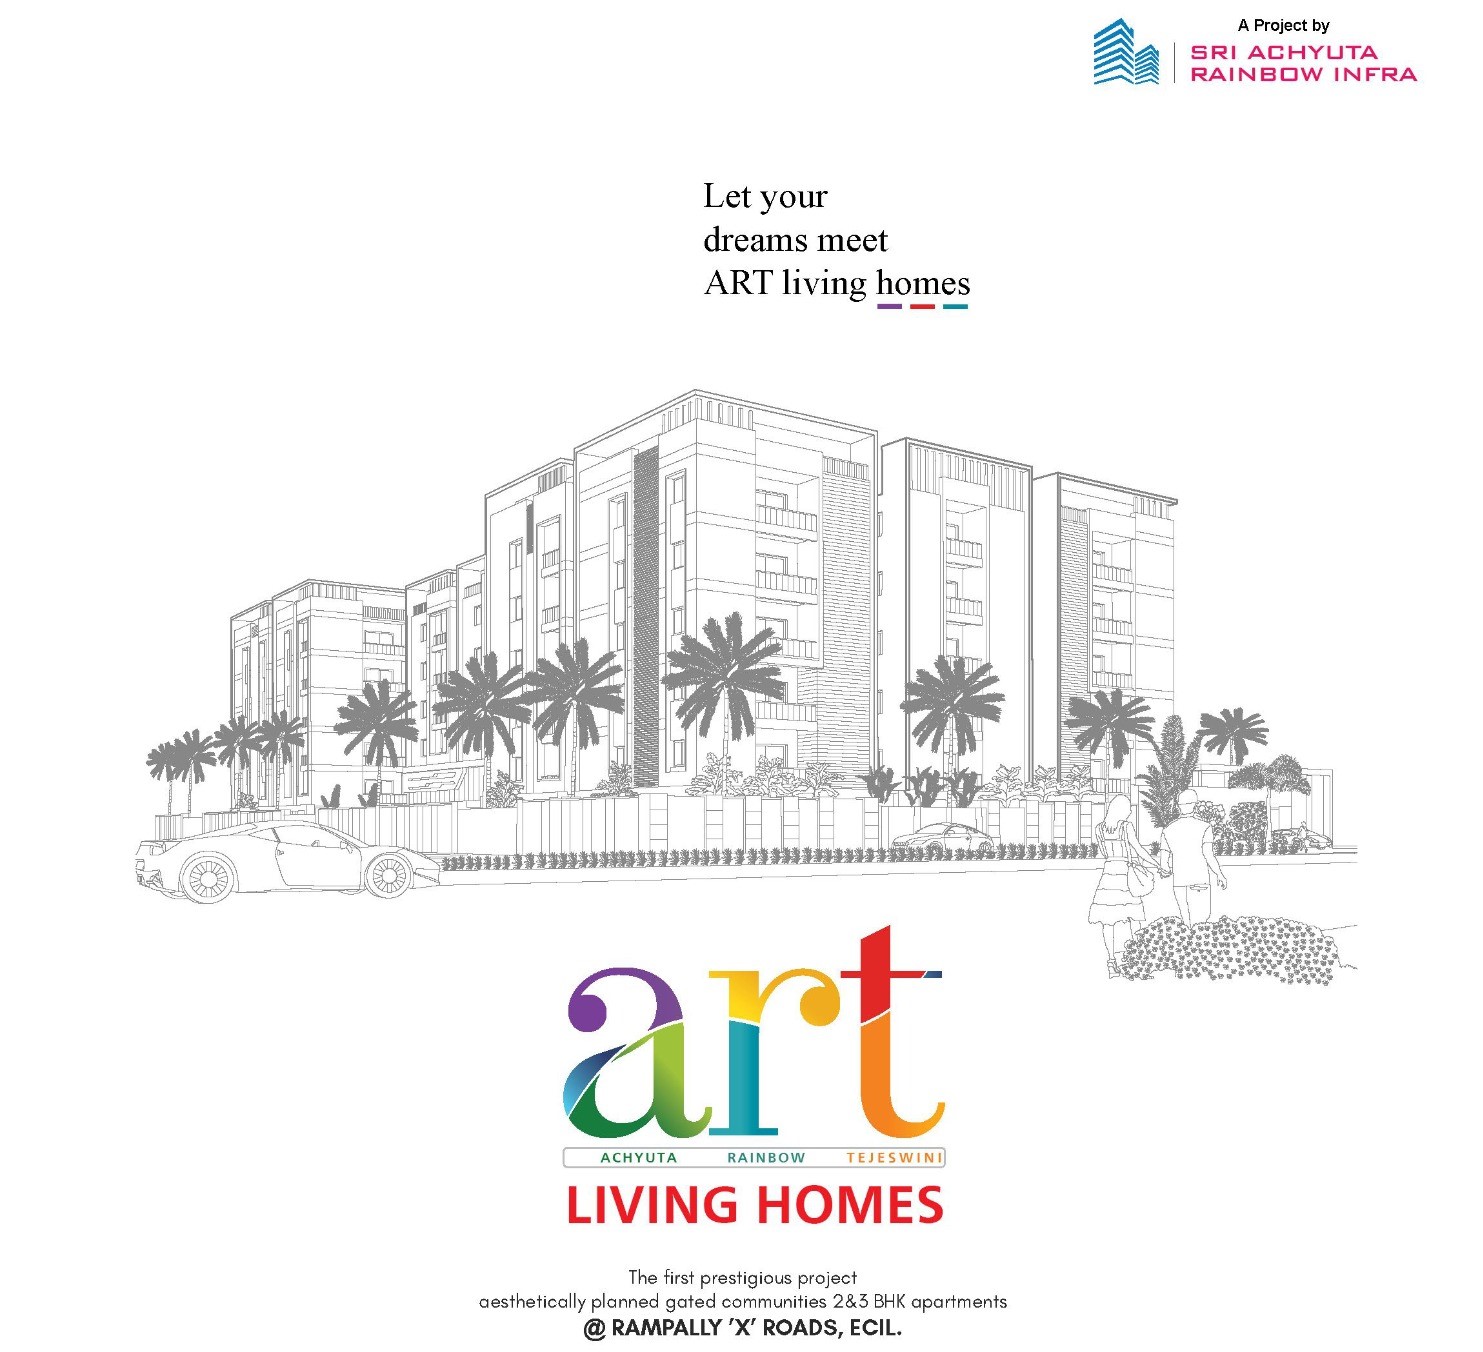 A Project by
SRI ACHYUTA
RAINBOW INFRA
Let your
dreams meet
ART living homes
art
ACHYUTA RAINBOW TEJESWINI
LIVING HOMES
The first prestigious project
aesthetically planned gated communities 2&3 BHK apartments
@ RAMPALLY 'X' ROADS, ECIL.